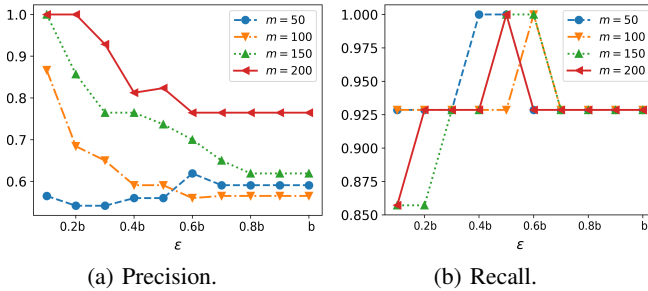 1.0
0.9
0.8
0.7
0.6
0.2b 0.4b 0.6b 0.8b b
ε
m = 50
m = 100
m = 150
m = 200
(a) Precision.
1.000
0.975
0.950
0.925
0.900
0.875
0.850
0.2b 0.4b 0.6b 0.8b b
ε
m = 50
m = 100
m = 150
m = 200
(b) Recall.